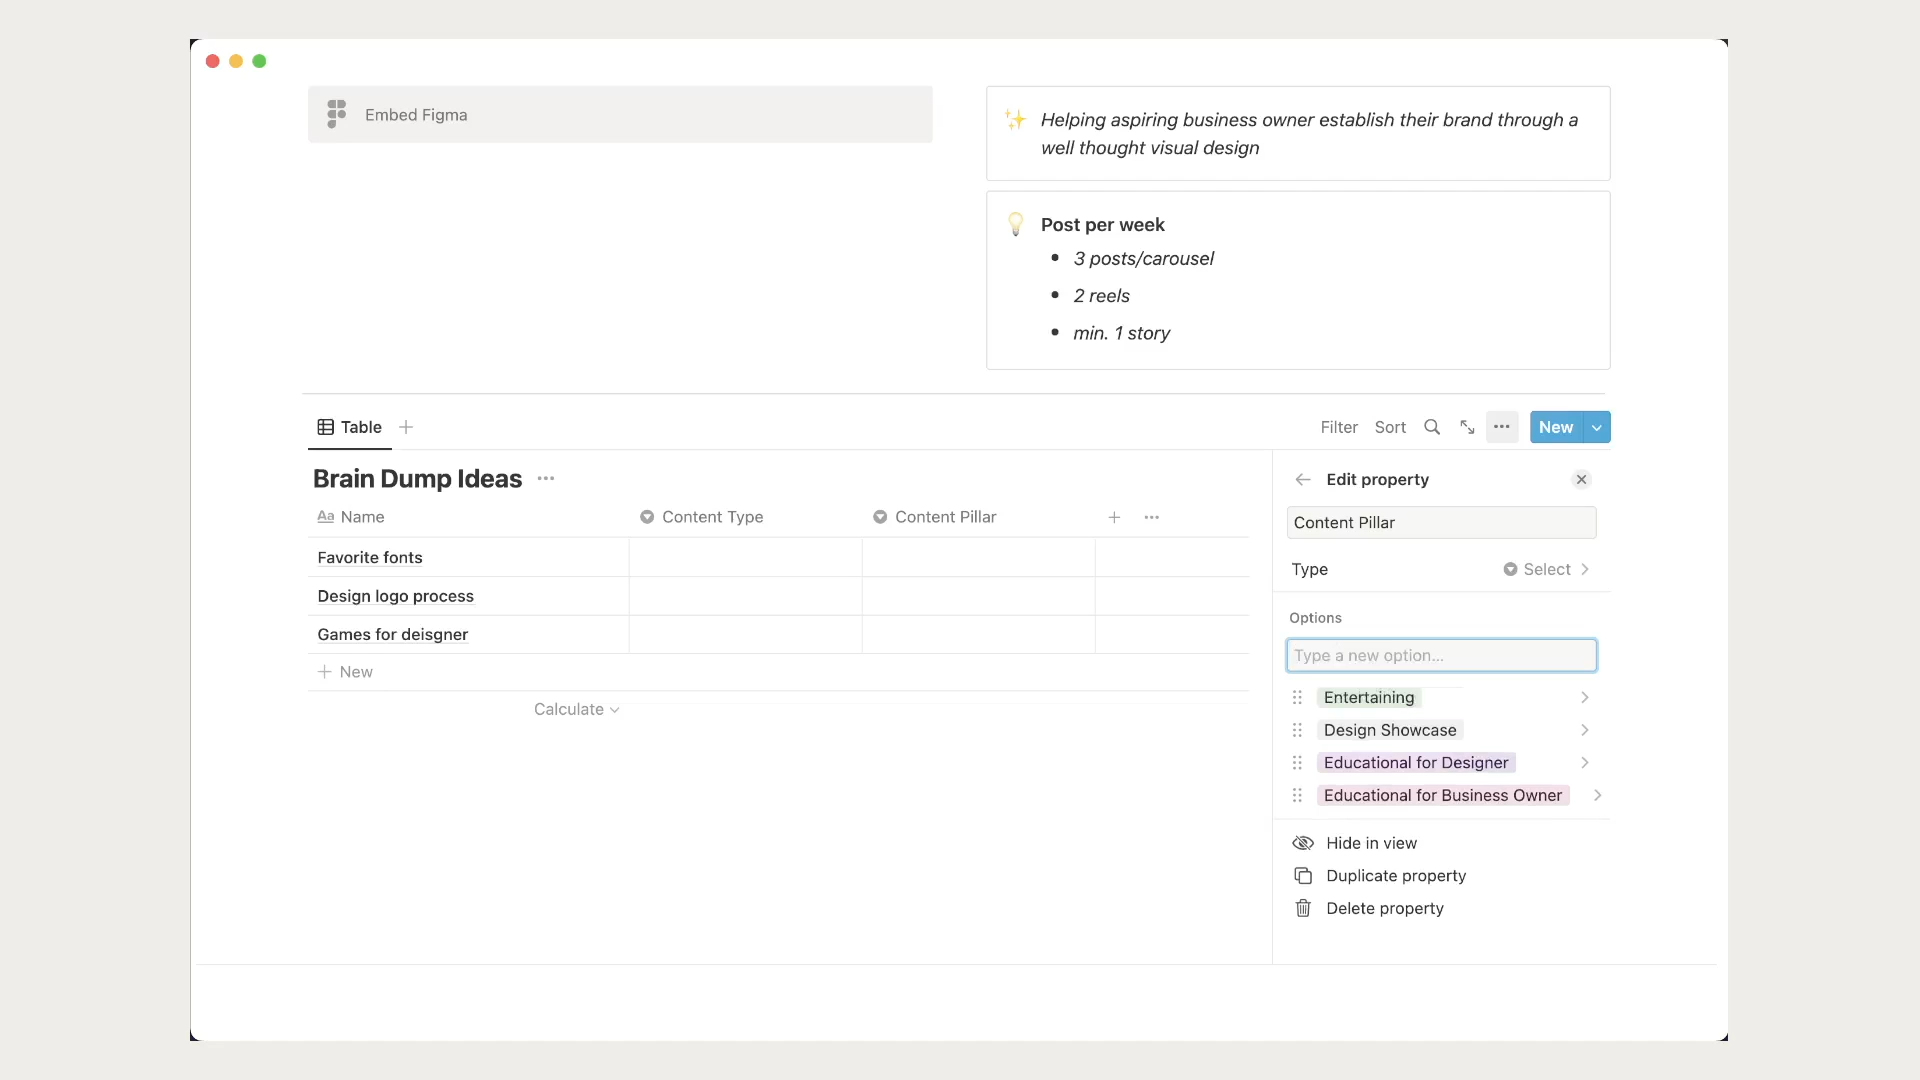 Embed Figma
Helping aspiring business owner establish their brand through a
well thought visual design
Post per week
3 posts/carousel
2 reels
min. 1 story
Table
Filter Sort New
Brain Dump Ideas
Aa Name Content Type Content Pillar
Favorite fonts
Design logo process
Games for deisgner
New
Calculate
Edit property
Content Pillar
Type Select
Options
Type a new option...
Entertaining
Design Showcase
Educational for Designer
Educational for Business Owner
Hide in view
Duplicate property
Delete property